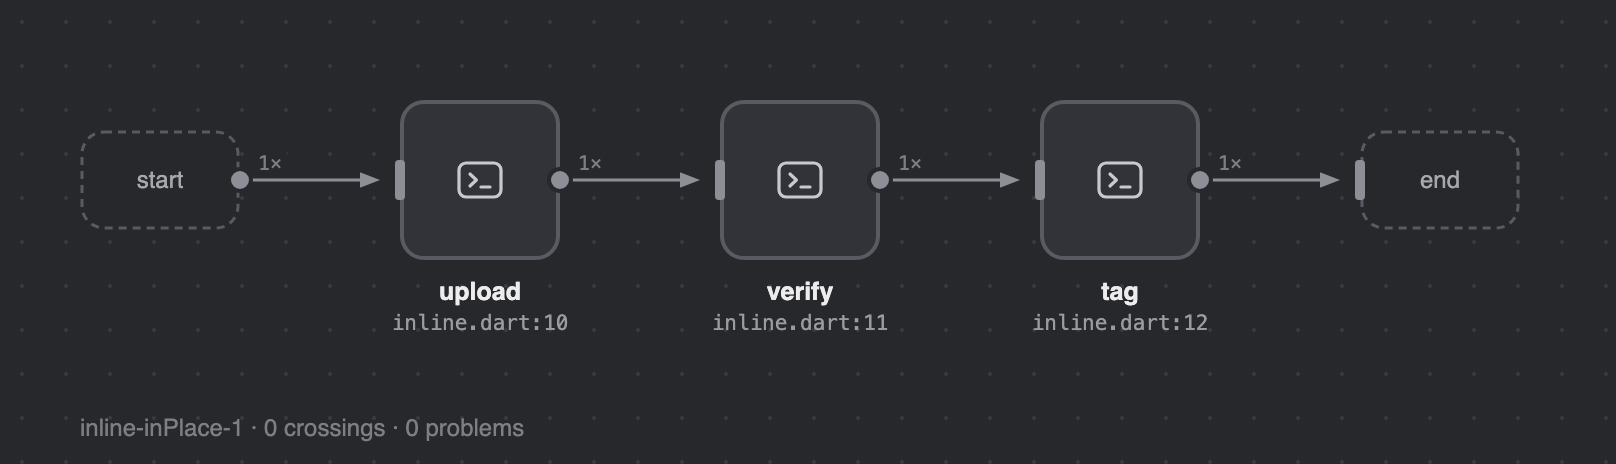 start
1×
1×
1×
1×
end
upload
inline.dart:10
verify
inline.dart:11
tag
inline.dart:12
inline-inPlace-1 · 0 crossings · 0 problems